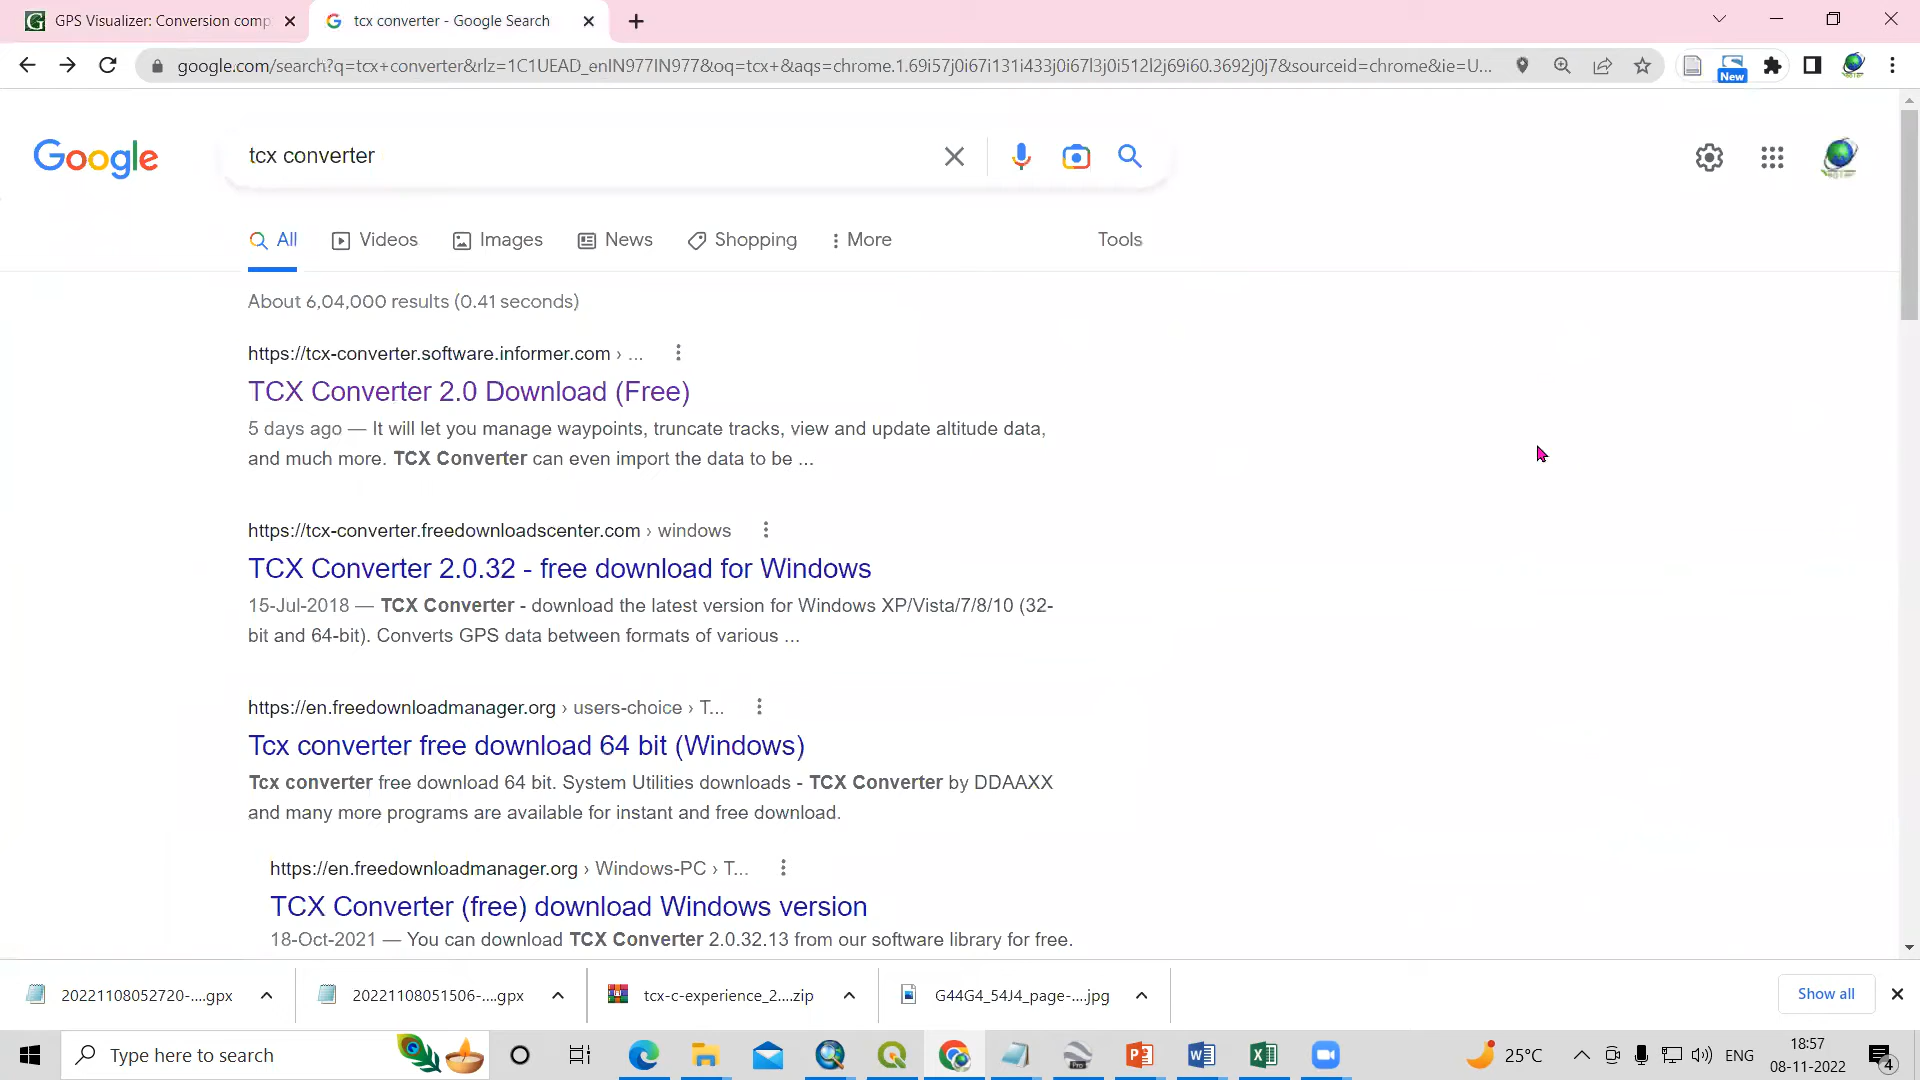 GPS Visualizer: Conversion comp
tcx converter - Google Search
google.com/search?q=tcx+converter&rlz=1C1UEAD_enIN977IN977&oq=tcx+&aqs=chrome.1.69i57j0i67i131i433j0i67l3j0i512l2j69i60.3692j0j7&sourceid=chrome&ie=U...
New
Google
tcx converter
All
Videos
Images
News
Shopping
More
Tools
About 6,04,000 results (0.41 seconds)
https://tcx-converter.software.informer.com › ...
TCX Converter 2.0 Download (Free)
5 days ago — It will let you manage waypoints, truncate tracks, view and update altitude data,
and much more. TCX Converter can even import the data to be ...
https://tcx-converter.freedownloadscenter.com › windows
TCX Converter 2.0.32 - free download for Windows
15-Jul-2018 — TCX Converter - download the latest version for Windows XP/Vista/7/8/10 (32-
bit and 64-bit). Converts GPS data between formats of various ...
https://en.freedownloadmanager.org › users-choice › T...
Tcx converter free download 64 bit (Windows)
Tcx converter free download 64 bit. System Utilities downloads - TCX Converter by DDAAXX
and many more programs are available for instant and free download.
https://en.freedownloadmanager.org › Windows-PC › T...
TCX Converter (free) download Windows version
18-Oct-2021 — You can download TCX Converter 2.0.32.13 from our software library for free.
20221108052720-....gpx
20221108051506-....gpx
tcx-c-experience_2....zip
G44G4_54J4_page-....jpg
Show all
Type here to search
25°C
ENG
18:57
08-11-2022
4